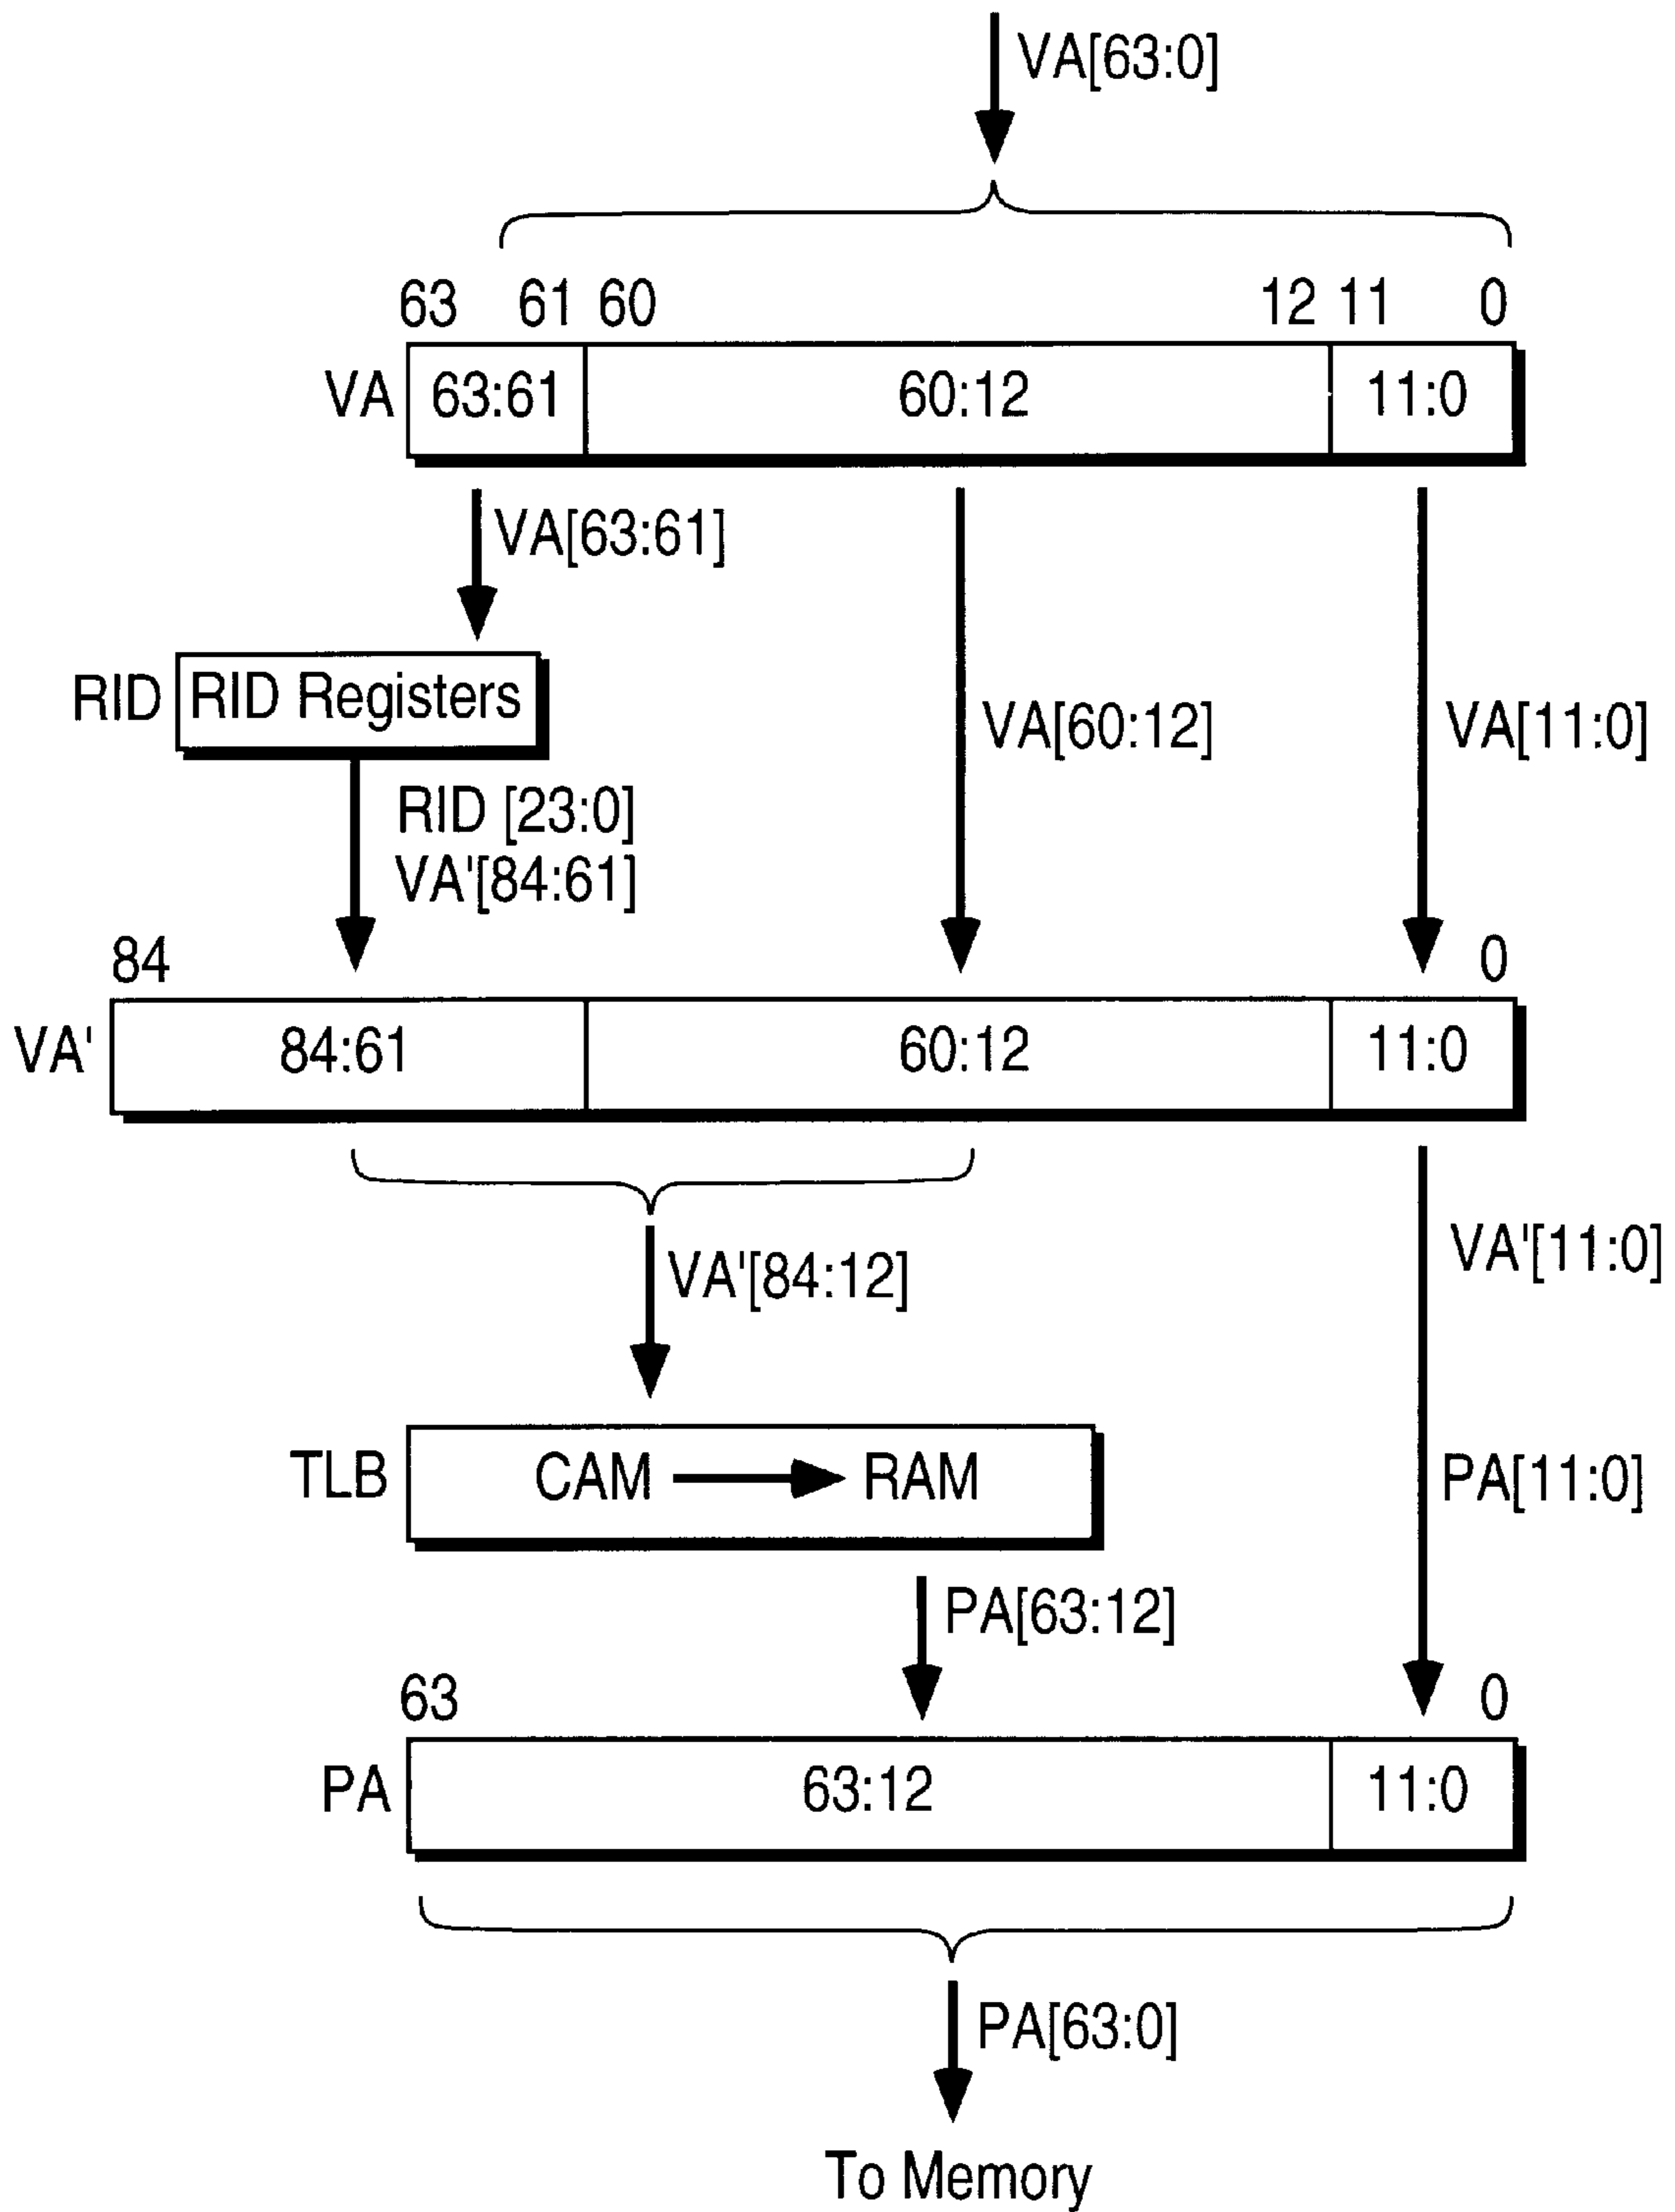 VA[63:0]
63 61 60 12 11 0
VA 63:61 60:12 11:0
VA[63:61]
RID RID Registers
VA[60:12] VA[11:0]
RID [23:0]
VA'[84:61]
84 0
VA' 84:61 60:12 11:0
VA'[84:12] VA'[11:0]
TLB CAM RAM PA[11:0]
PA[63:12]
63 0
PA 63:12 11:0
PA[63:0]
To Memory